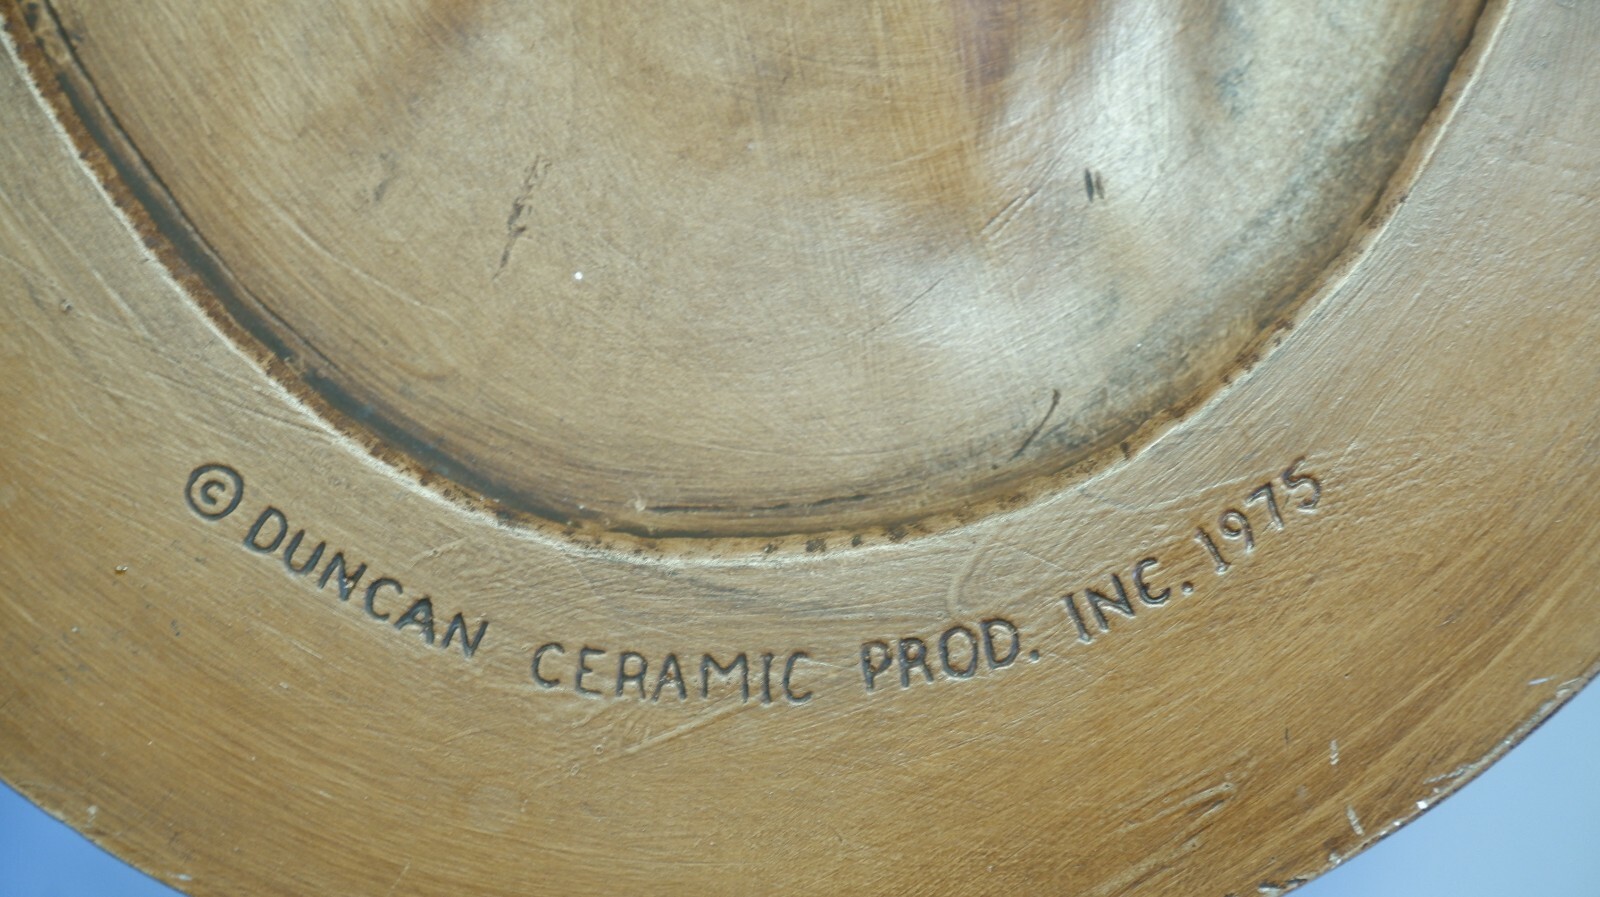 © DUNCAN CERAMIC PROD. INC. 1975